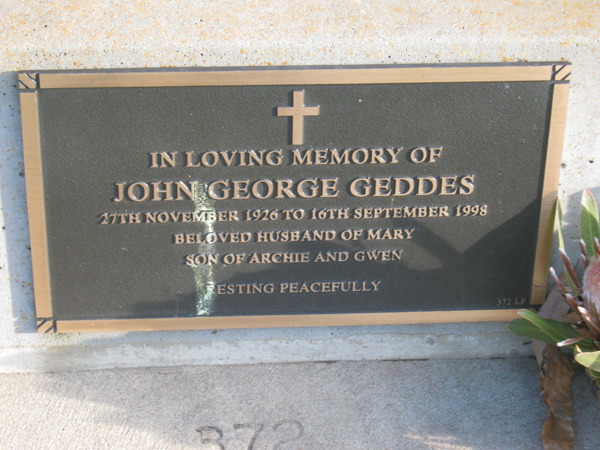 IN LOVING MEMORY OF
JOHN GEORGE GEDDES
27TH NOVEMBER 1926 TO 16TH SEPTEMBER 1998
BELOVED HUSBAND OF MARY
SON OF ARCHIE AND GWEN
RESTING PEACEFULLY
372 LF
372